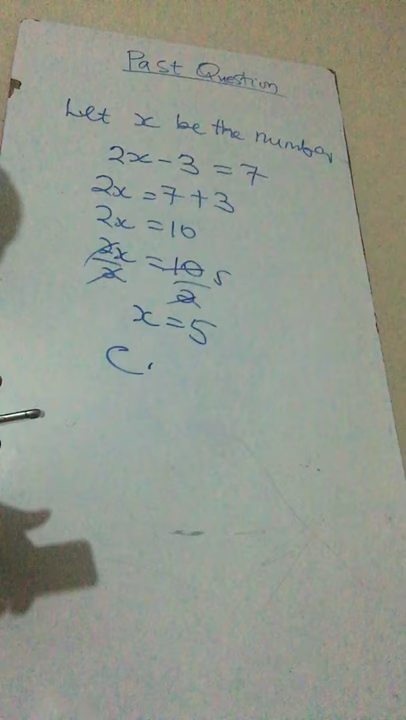 Past Question
Let x be the number
2x - 3 = 7
2x = 7 + 3
2x = 10
2x/2 = 10/2 5
x = 5
C.